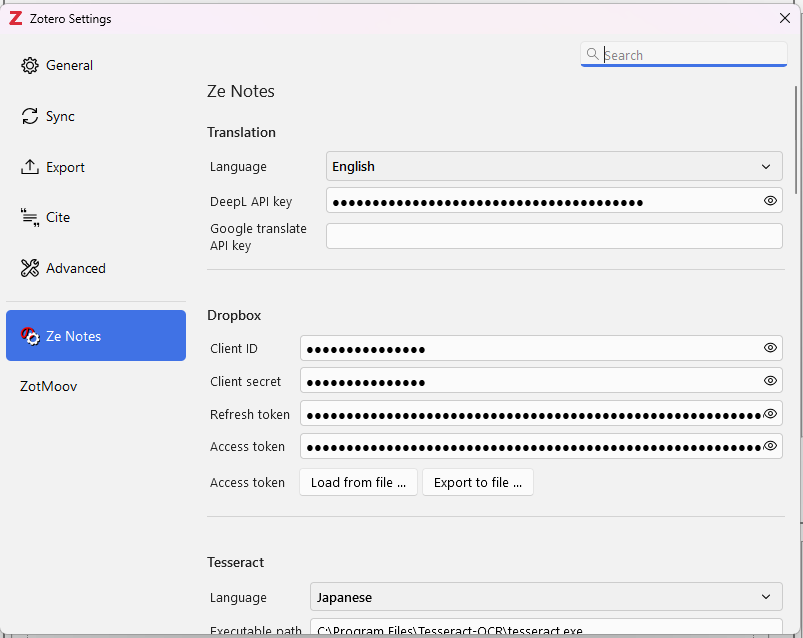 Zotero Settings
Search
General
Sync
Export
Cite
Advanced
Ze Notes
ZotMoov
Ze Notes
Translation
Language English
DeepL API key ●●●●●●●●●●●●●●●●●●●●●●●●●●●●●●●●●●●●●●●
Google translate
API key
Dropbox
Client ID ●●●●●●●●●●●●●●●
Client secret ●●●●●●●●●●●●●●●
Refresh token ●●●●●●●●●●●●●●●●●●●●●●●●●●●●●●●●●●●●●●●●●●●●●●●●●●●●●●●●●
Access token ●●●●●●●●●●●●●●●●●●●●●●●●●●●●●●●●●●●●●●●●●●●●●●●●●●●●●●●●●
Access token Load from file ... Export to file ...
Tesseract
Language Japanese
Executable path C:\Program Files\Tesseract-OCR\tesseract.exe